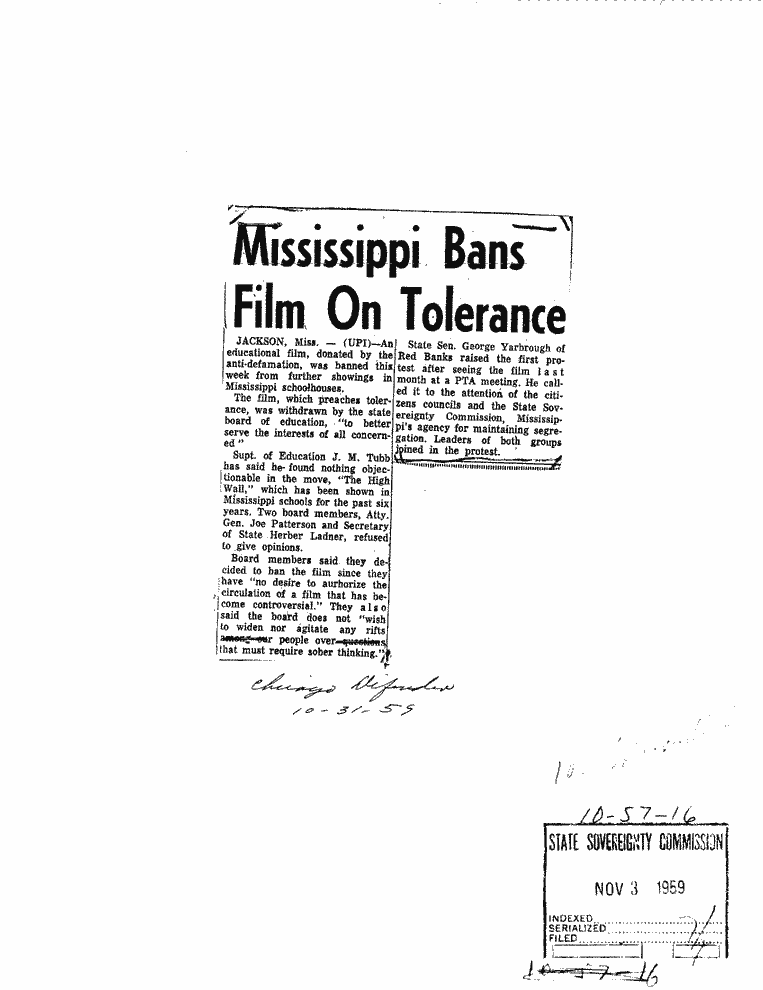 Mississippi Bans
Film On Tolerance
JACKSON, Miss. — (UPI)—An
educational film, donated by the
anti-defamation, was banned this
week from further showings in
Mississippi schoolhouses.
The film, which preaches toler-
ance, was withdrawn by the state
board of education, "to better
serve the interests of all concern-
ed"
Supt. of Education J. M. Tubb
has said he found nothing objec-
tionable in the move, "The High
Wall," which has been shown in
Mississippi schools for the past six
years. Two board members, Atty.
Gen. Joe Patterson and Secretary
of State Herber Ladner, refused
to give opinions.
Board members said they de-
cided to ban the film since they
have "no desire to aurhorize the
circulation of a film that has be-
come controversial." They also
said the board does not "wish
to widen nor agitate any rifts
among our people over questions
that must require sober thinking."
State Sen. George Yarbrough of
Red Banks raised the first pro-
test after seeing the film last
month at a PTA meeting. He call-
ed it to the attention of the citi-
zens councils and the State Sov-
ereignty Commission, Mississip-
pi's agency for maintaining segre-
gation. Leaders of both groups
joined in the protest.
Chicago Defender
10-31-59
10-57-16
STATE SOVEREIGNTY COMMISSION
NOV 3 1959
INDEXED
SERIALIZED
FILED
10-57-16